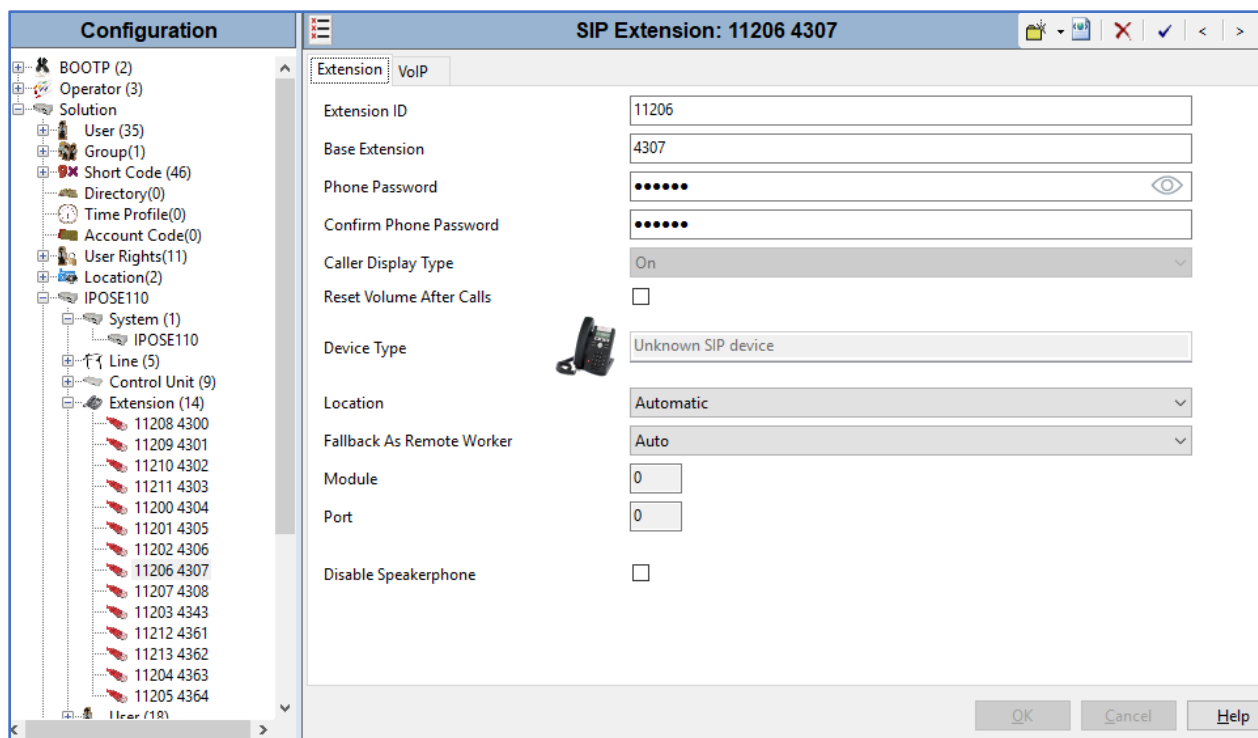 Configuration
BOOTP (2)
Operator (3)
Solution
User (35)
Group(1)
Short Code (46)
Directory(0)
Time Profile(0)
Account Code(0)
User Rights(11)
Location(2)
IPOSE110
System (1)
IPOSE110
Line (5)
Control Unit (9)
Extension (14)
11208 4300
11209 4301
11210 4302
11211 4303
11200 4304
11201 4305
11202 4306
11206 4307
11207 4308
11203 4343
11212 4361
11213 4362
11204 4363
11205 4364
User (18)
SIP Extension: 11206 4307
Extension VoIP
Extension ID 11206
Base Extension 4307
Phone Password ••••••
Confirm Phone Password ••••••
Caller Display Type On
Reset Volume After Calls
Device Type Unknown SIP device
Location Automatic
Fallback As Remote Worker Auto
Module 0
Port 0
Disable Speakerphone
OK Cancel Help